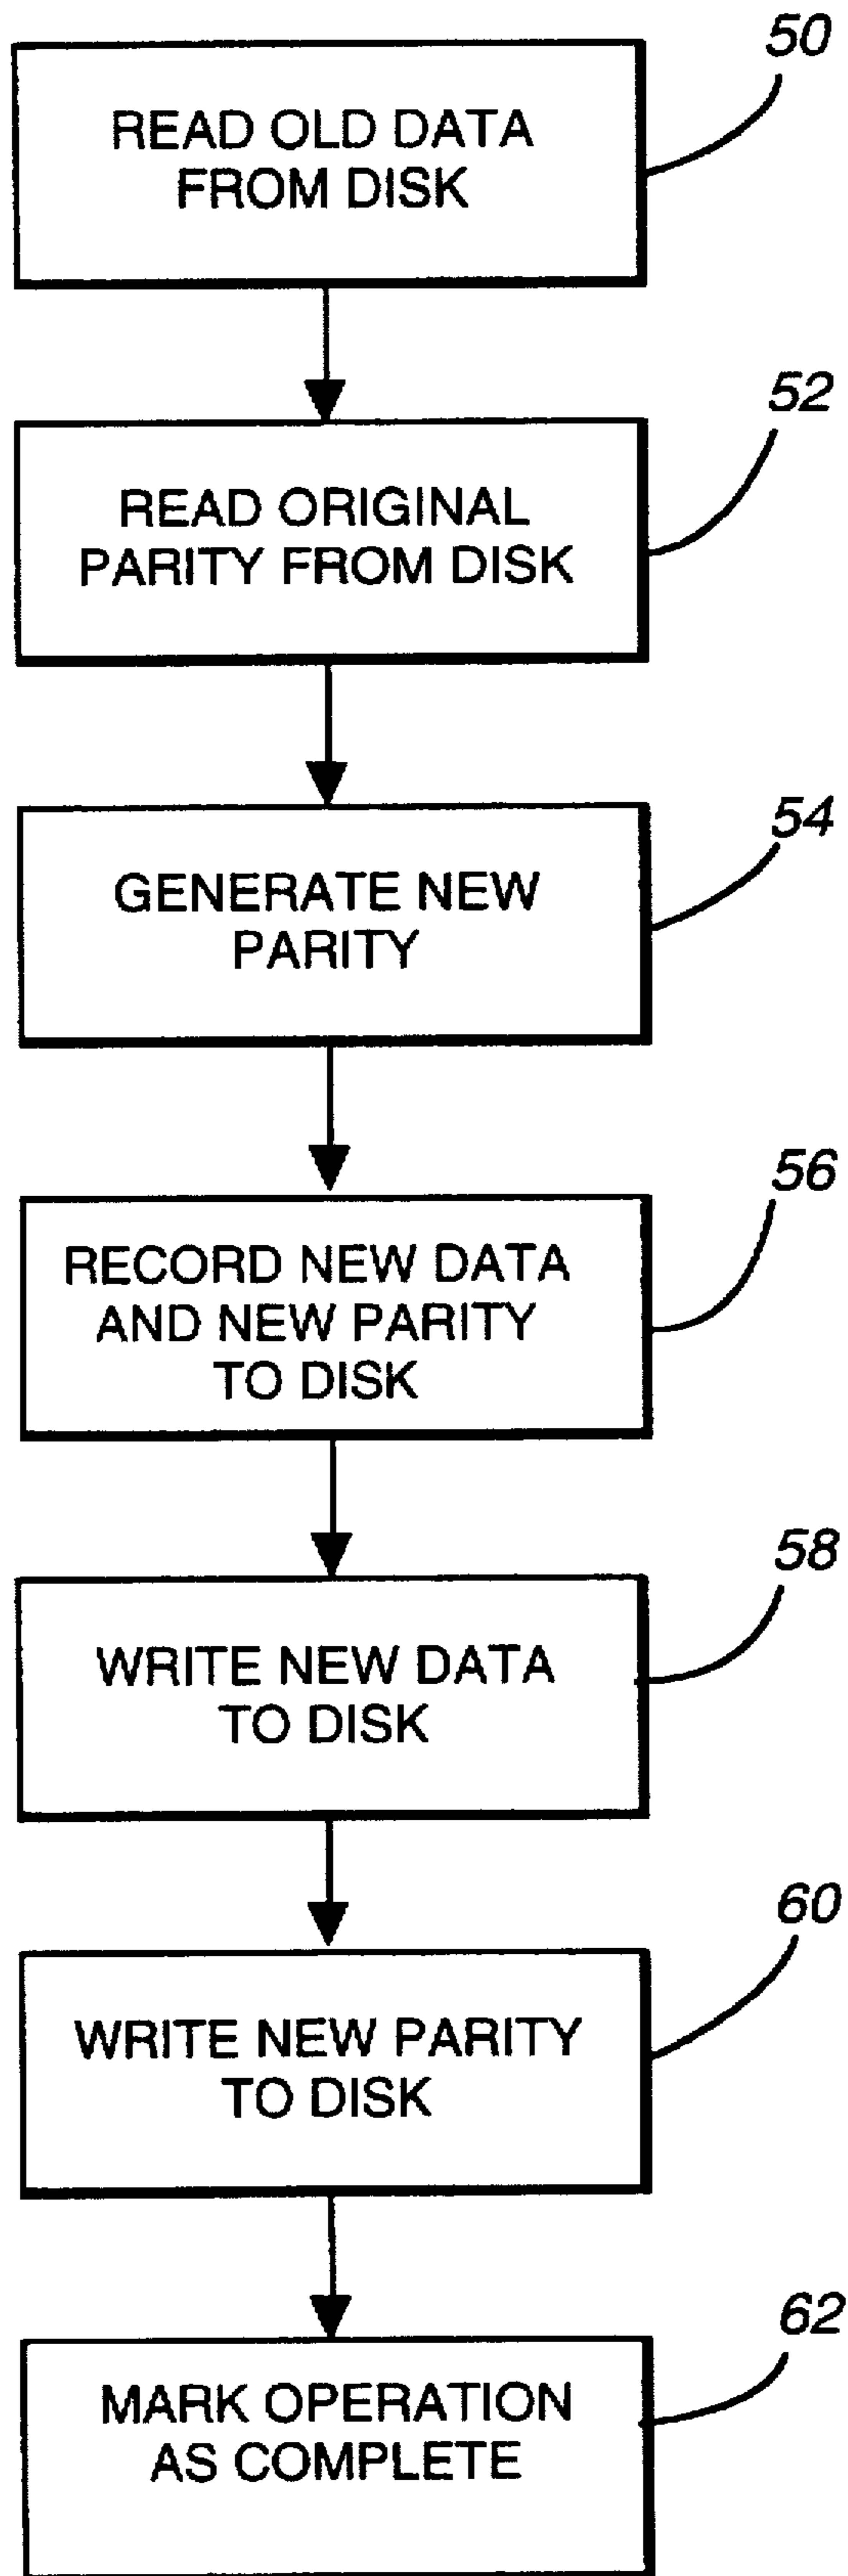 50
READ OLD DATA
FROM DISK
52
READ ORIGINAL
PARITY FROM DISK
54
GENERATE NEW
PARITY
56
RECORD NEW DATA
AND NEW PARITY
TO DISK
58
WRITE NEW DATA
TO DISK
60
WRITE NEW PARITY
TO DISK
62
MARK OPERATION
AS COMPLETE